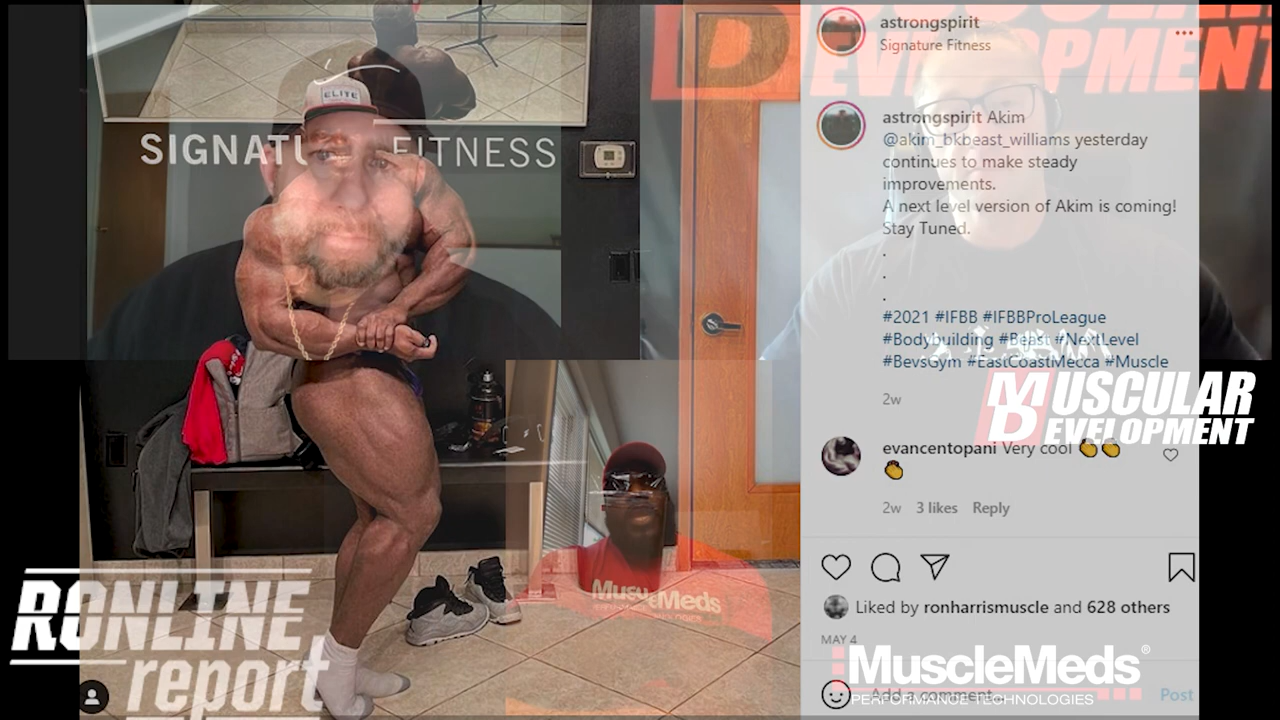 ELITE
SIGNATU FITNESS
astrongspirit
Signature Fitness
EVELOPMENT
astrongspirit Akim
@akim_bkbeast_williams yesterday
continues to make steady
improvements.
A next level version of Akim is coming!
Stay Tuned.
.
.
.
#2021 #IFBB #IFBBProLeague
#Bodybuilding #Beast #NextLevel
#BevsGym #EastCoastMecca #Muscle
2w
MUSCULAR
DEVELOPMENT
evancentopani Very cool 👏👏
👏
2w 3 likes Reply
Liked by ronharrismuscle and 628 others
MAY 4
MuscleMeds®
PERFORMANCE TECHNOLOGIES
Add a comment...
Post
MuscleMeds
RONLINE
report